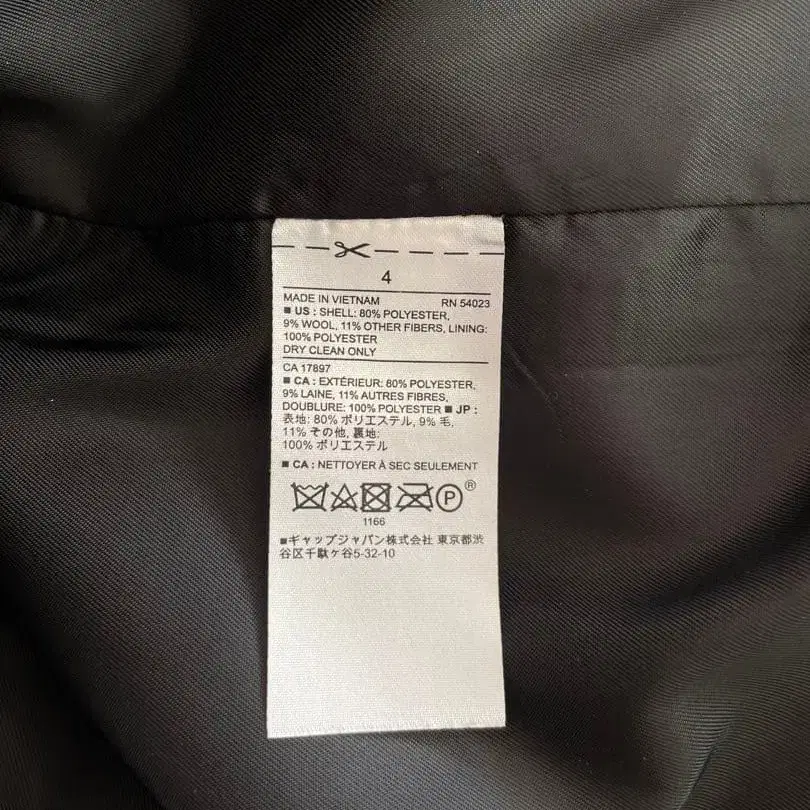 4
MADE IN VIETNAM RN 54023
■ US : SHELL: 80% POLYESTER,
9% WOOL, 11% OTHER FIBERS, LINING:
100% POLYESTER
DRY CLEAN ONLY
CA 17897
■ CA : EXTÉRIEUR: 80% POLYESTER,
9% LAINE, 11% AUTRES FIBRES,
DOUBLURE: 100% POLYESTER ■ JP :
表地: 80% ポリエステル, 9% 毛,
11% その他, 裏地:
100% ポリエステル
■ CA : NETTOYER À SEC SEULEMENT
P ®
1166
■ギャップジャパン株式会社 東京都渋
谷区千駄ケ谷5-32-10